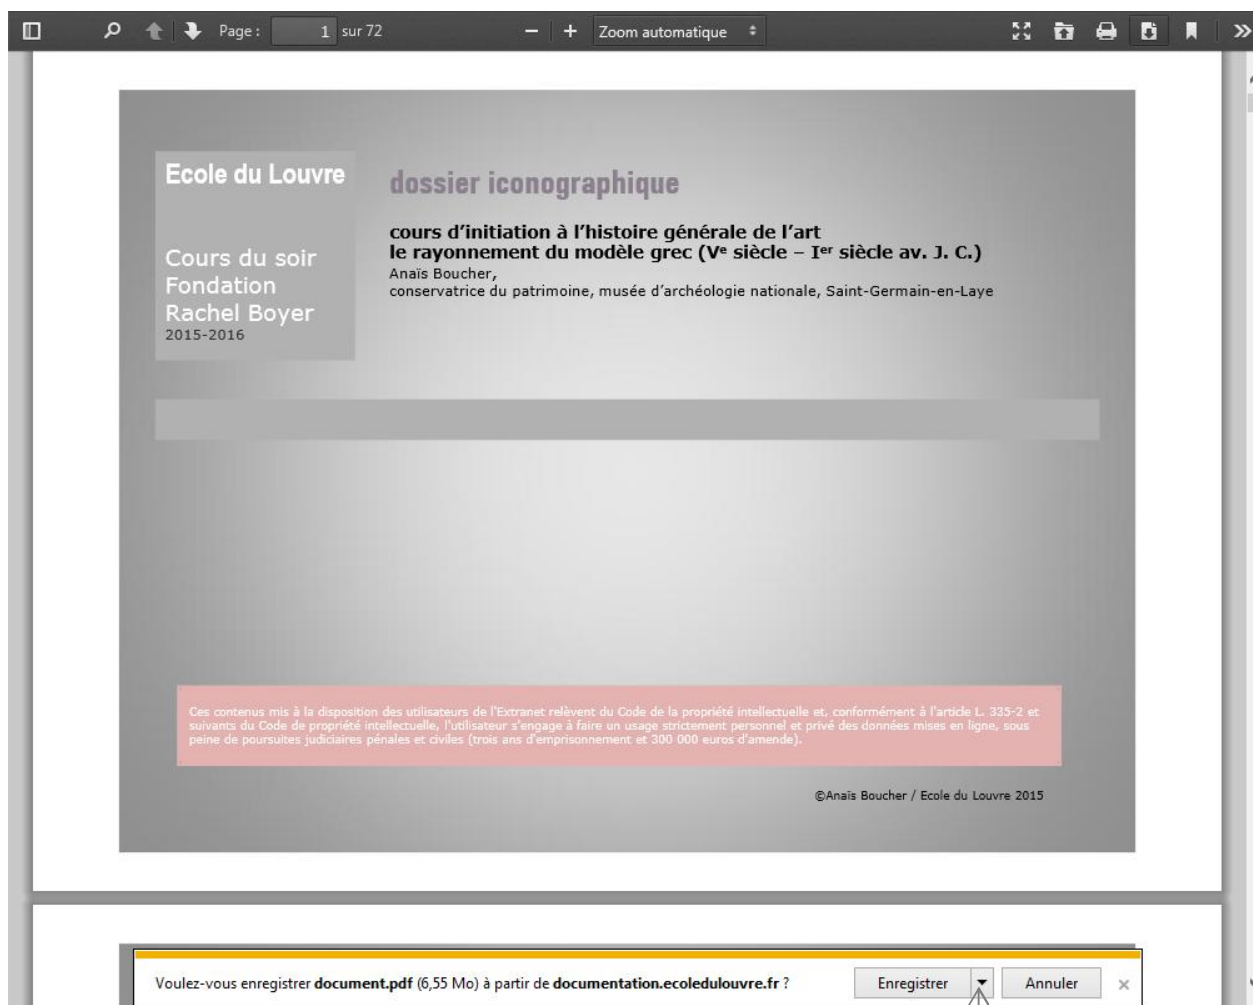 Page : 1 sur 72 Zoom automatique
Ecole du Louvre
dossier iconographique
cours d'initiation à l'histoire générale de l'art
le rayonnement du modèle grec (Vᵉ siècle – Iᵉʳ siècle av. J. C.)
Anaïs Boucher,
conservatrice du patrimoine, musée d'archéologie nationale, Saint-Germain-en-Laye
Cours du soir
Fondation
Rachel Boyer
2015-2016
Ces contenus mis à la disposition des utilisateurs de l'Extranet relèvent du Code de la propriété intellectuelle et, conformément à l'article L. 335-2 et
suivants du Code de propriété intellectuelle, l'utilisateur s'engage à faire un usage strictement personnel et privé des données mises en ligne, sous
peine de poursuites judiciaires pénales et civiles (trois ans d'emprisonnement et 300 000 euros d'amende).
©Anaïs Boucher / Ecole du Louvre 2015
Voulez-vous enregistrer document.pdf (6,55 Mo) à partir de documentation.ecoledulouvre.fr ? Enregistrer Annuler